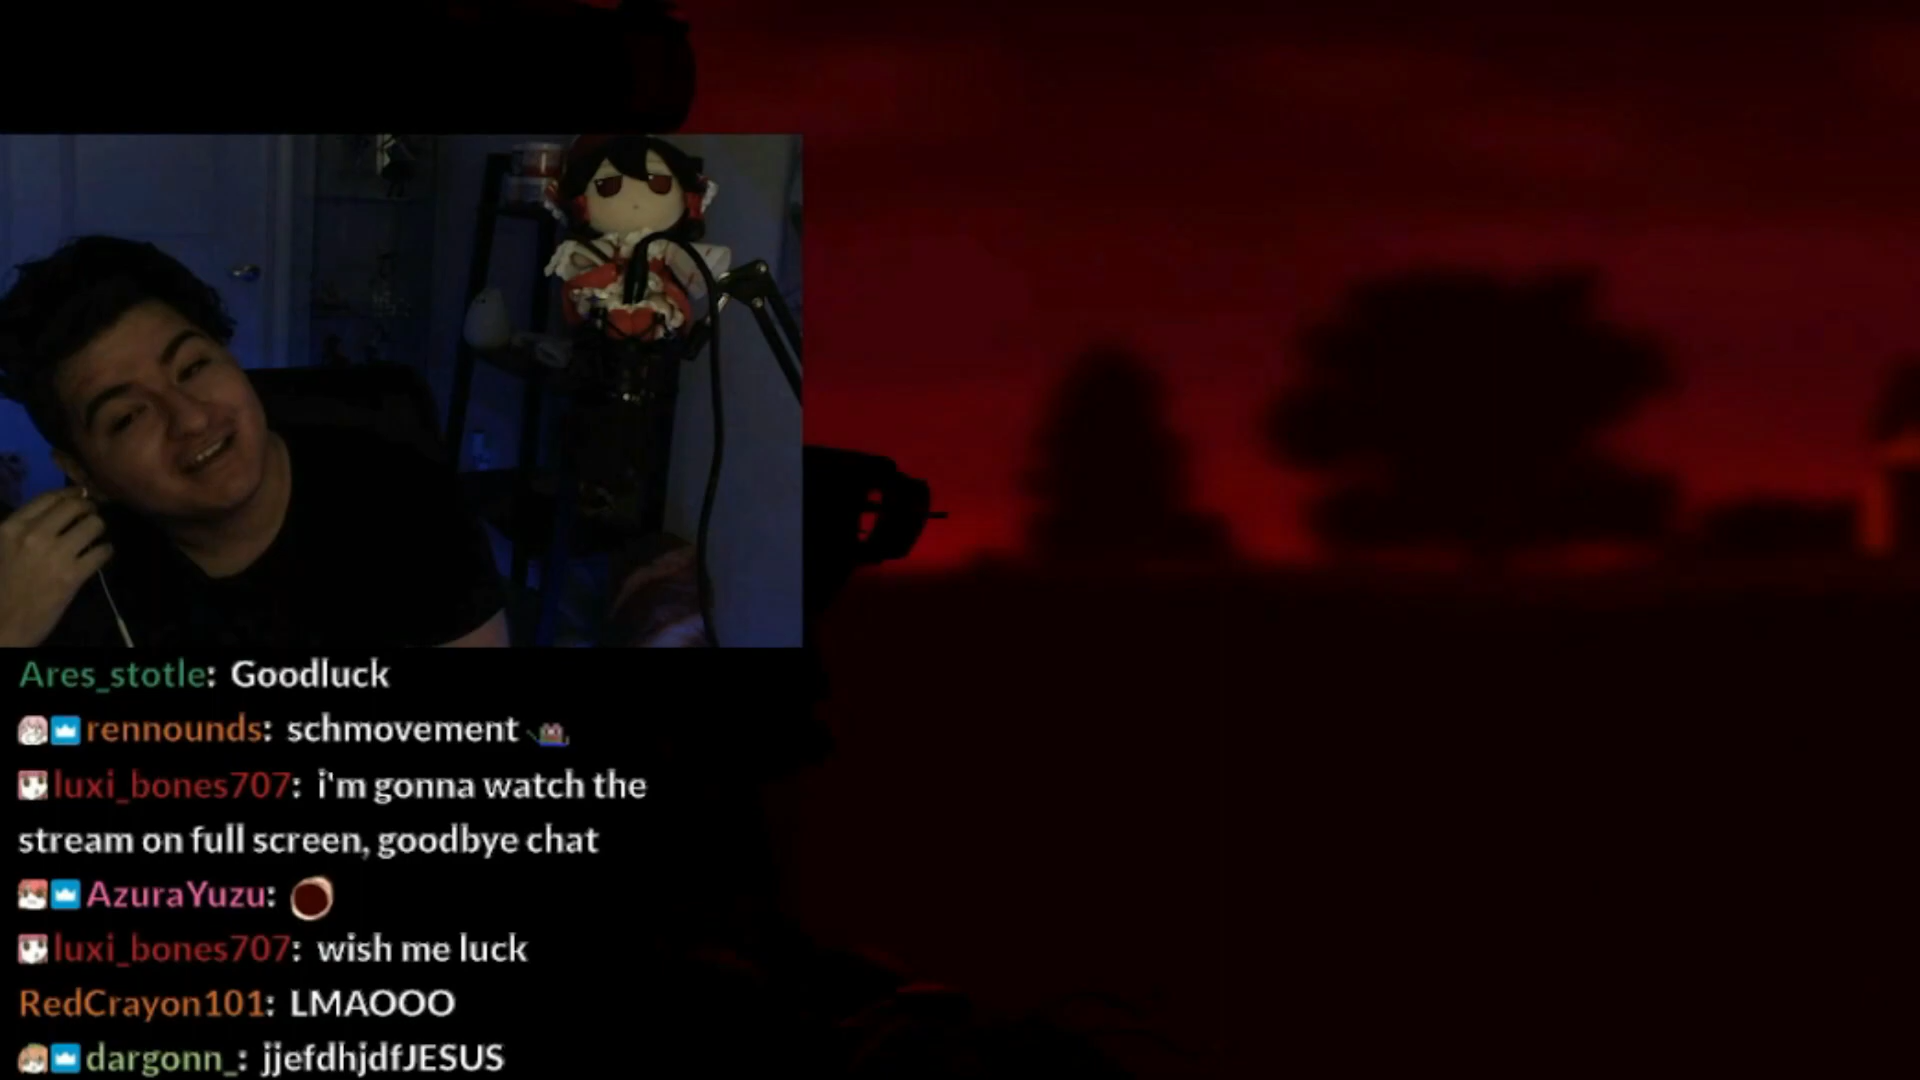 Ares_stotle: Goodluck
rennounds: schmovement
luxi_bones707: i'm gonna watch the
stream on full screen, goodbye chat
AzuraYuzu:
luxi_bones707: wish me luck
RedCrayon101: LMAOOO
dargonn_: jjefdhjdfJESUS